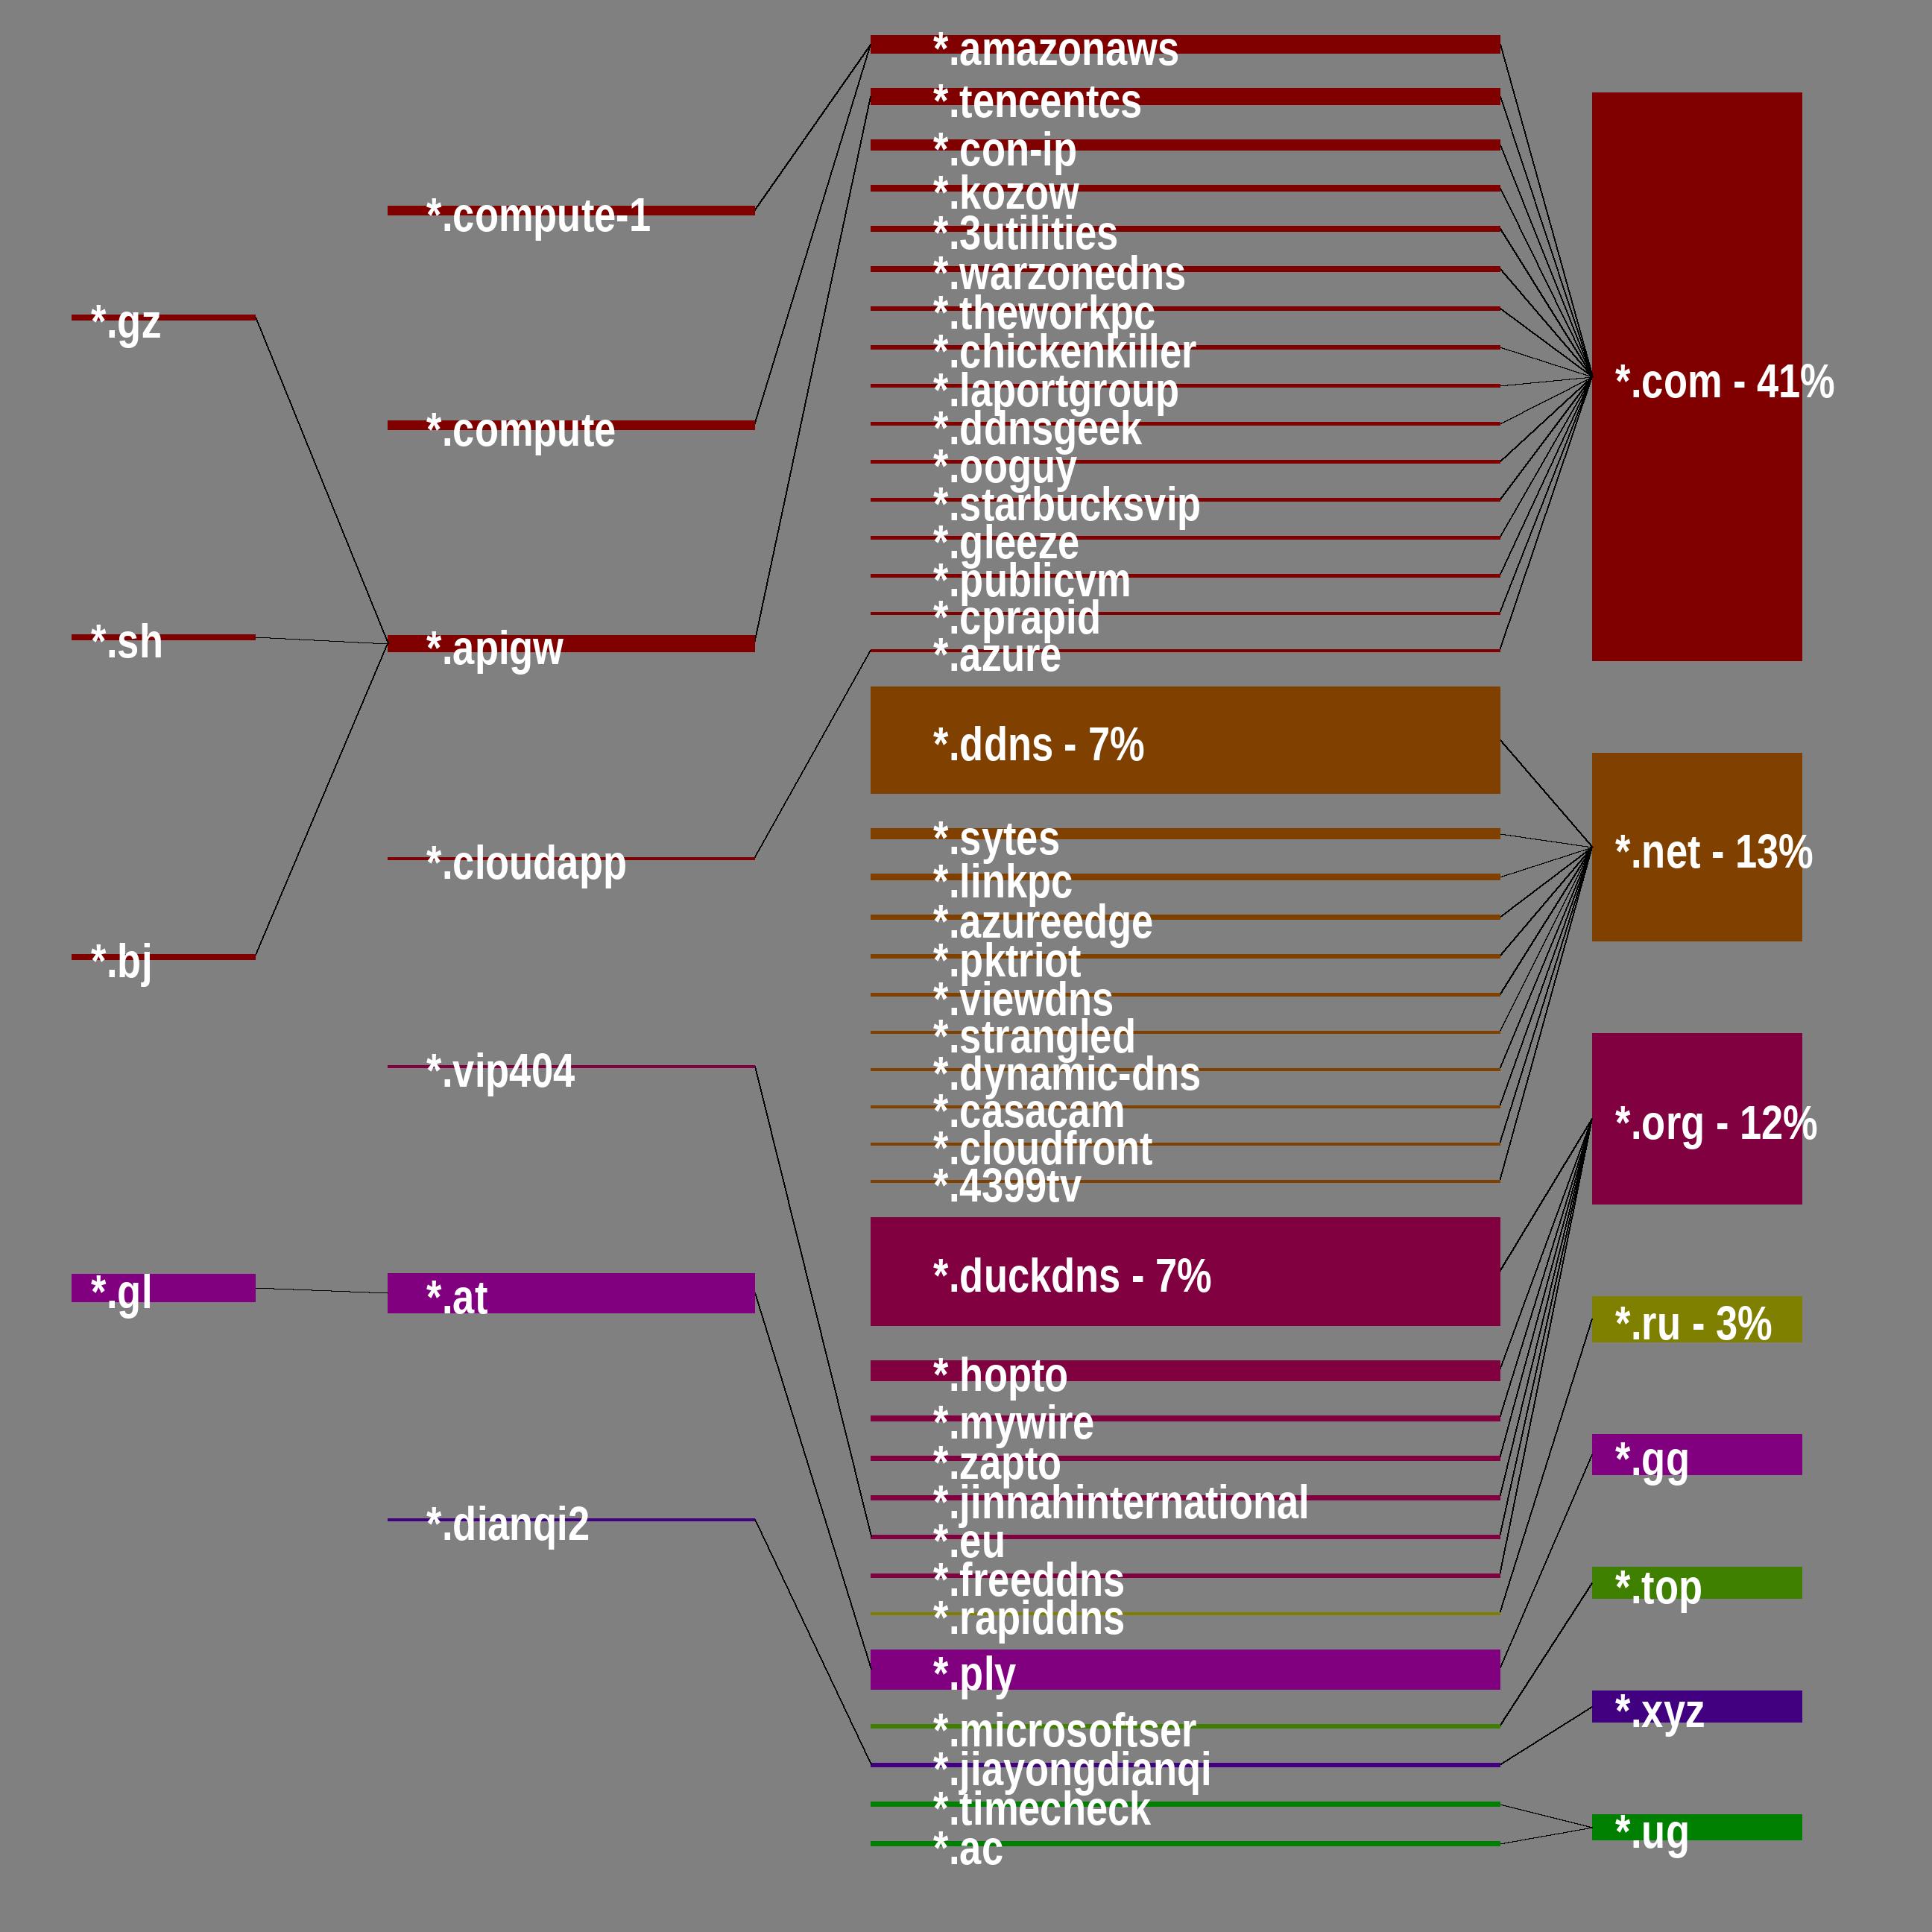 *.gz
*.sh
*.bj
*.gl
*.compute-1
*.compute
*.apigw
*.cloudapp
*.vip404
*.at
*.dianqi2
*.amazonaws
*.tencentcs
*.con-ip
*.kozow
*.3utilities
*.warzonedns
*.theworkpc
*.chickenkiller
*.laportgroup
*.ddnsgeek
*.ooguy
*.starbucksvip
*.gleeze
*.publicvm
*.cprapid
*.azure
*.ddns - 7%
*.sytes
*.linkpc
*.azureedge
*.pktriot
*.viewdns
*.strangled
*.dynamic-dns
*.casacam
*.cloudfront
*.4399tv
*.duckdns - 7%
*.hopto
*.mywire
*.zapto
*.jinnahinternational
*.eu
*.freeddns
*.rapiddns
*.ply
*.microsoftser
*.jiayongdianqi
*.timecheck
*.ac
*.com - 41%
*.net - 13%
*.org - 12%
*.ru - 3%
*.gg
*.top
*.xyz
*.ug